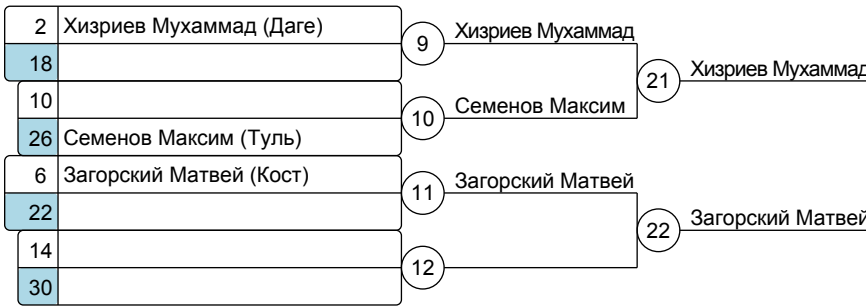 2 Хизриев Мухаммад (Даге)
9 Хизриев Мухаммад
18
21 Хизриев Мухаммад
10
10 Семенов Максим
26 Семенов Максим (Туль)
6 Загорский Матвей (Кост)
11 Загорский Матвей
22
22 Загорский Матвей
14
12
30